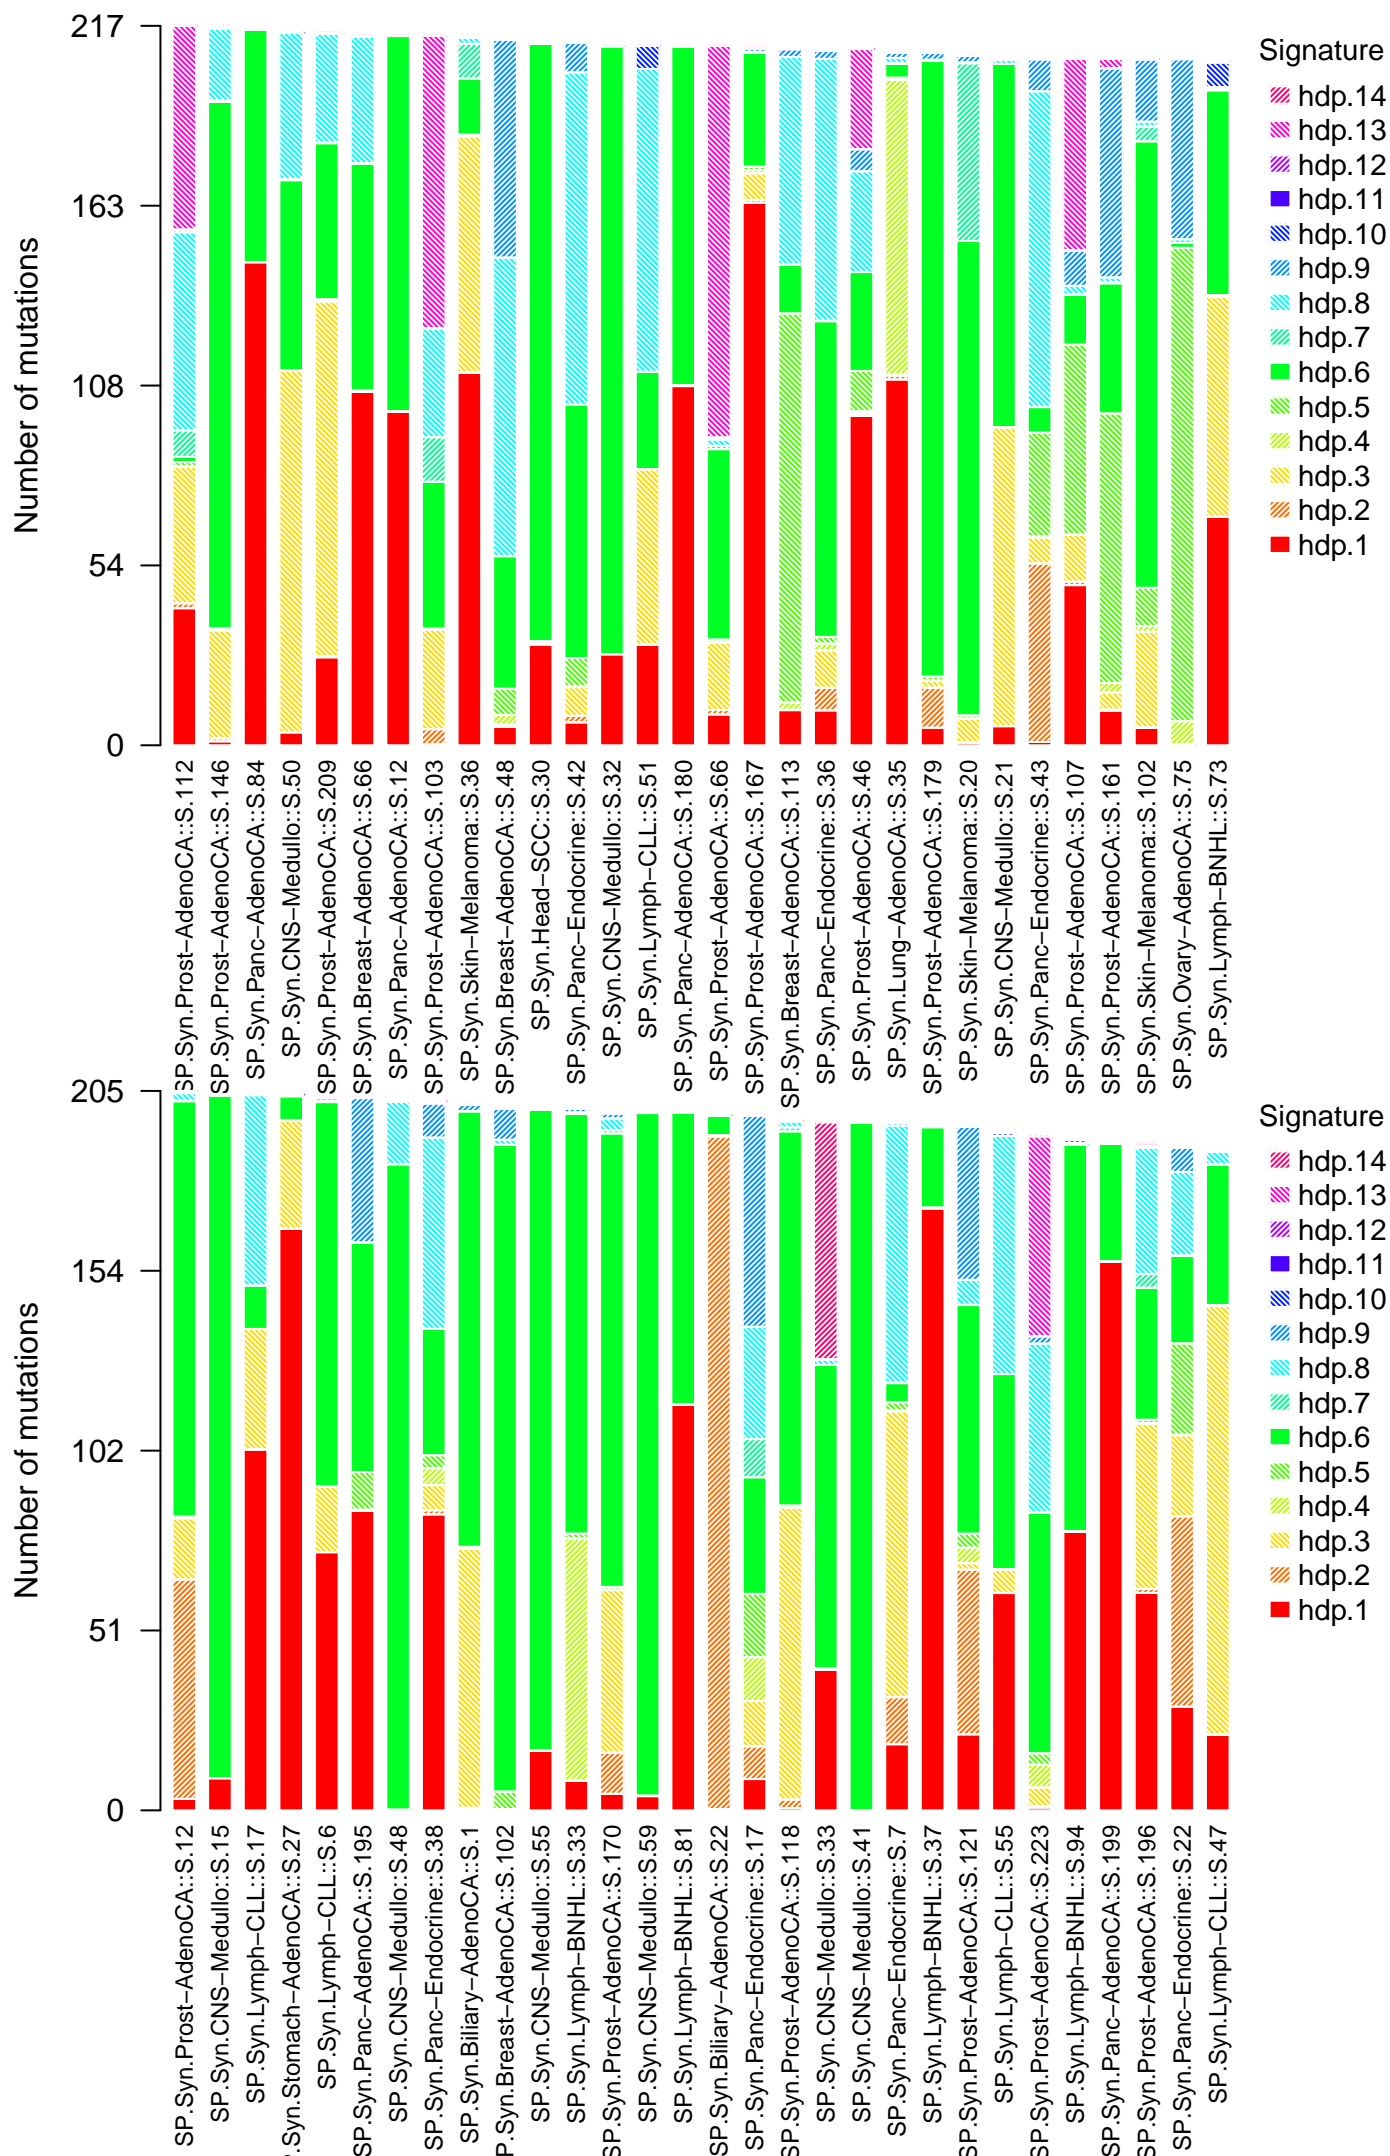 Number of mutations
217
163
108
54
0
Signature
hdp.14
hdp.13
hdp.12
hdp.11
hdp.10
hdp.9
hdp.8
hdp.7
hdp.6
hdp.5
hdp.4
hdp.3
hdp.2
hdp.1
SP.Syn.Prost−AdenoCA::S.112
SP.Syn.Prost−AdenoCA::S.146
SP.Syn.Panc−AdenoCA::S.84
SP.Syn.CNS−Medullo::S.50
SP.Syn.Prost−AdenoCA::S.209
SP.Syn.Breast−AdenoCA::S.66
SP.Syn.Panc−AdenoCA::S.12
SP.Syn.Prost−AdenoCA::S.103
SP.Syn.Skin−Melanoma::S.36
SP.Syn.Breast−AdenoCA::S.48
SP.Syn.Head−SCC::S.30
SP.Syn.Panc−Endocrine::S.42
SP.Syn.CNS−Medullo::S.32
SP.Syn.Lymph−CLL::S.51
SP.Syn.Panc−AdenoCA::S.180
SP.Syn.Prost−AdenoCA::S.66
SP.Syn.Prost−AdenoCA::S.167
SP.Syn.Breast−AdenoCA::S.113
SP.Syn.Panc−Endocrine::S.36
SP.Syn.Prost−AdenoCA::S.46
SP.Syn.Lung−AdenoCA::S.35
SP.Syn.Prost−AdenoCA::S.179
SP.Syn.Skin−Melanoma::S.20
SP.Syn.CNS−Medullo::S.21
SP.Syn.Panc−Endocrine::S.43
SP.Syn.Prost−AdenoCA::S.107
SP.Syn.Prost−AdenoCA::S.161
SP.Syn.Skin−Melanoma::S.102
SP.Syn.Ovary−AdenoCA::S.75
SP.Syn.Lymph−BNHL::S.73
Number of mutations
205
154
102
51
0
Signature
hdp.14
hdp.13
hdp.12
hdp.11
hdp.10
hdp.9
hdp.8
hdp.7
hdp.6
hdp.5
hdp.4
hdp.3
hdp.2
hdp.1
SP.Syn.Prost−AdenoCA::S.12
SP.Syn.CNS−Medullo::S.15
SP.Syn.Lymph−CLL::S.17
P.Syn.Stomach−AdenoCA::S.27
SP.Syn.Lymph−CLL::S.6
SP.Syn.Panc−AdenoCA::S.195
SP.Syn.CNS−Medullo::S.48
SP.Syn.Panc−Endocrine::S.38
SP.Syn.Biliary−AdenoCA::S.1
SP.Syn.Breast−AdenoCA::S.102
SP.Syn.CNS−Medullo::S.55
SP.Syn.Lymph−BNHL::S.33
SP.Syn.Prost−AdenoCA::S.170
SP.Syn.CNS−Medullo::S.59
SP.Syn.Lymph−BNHL::S.81
SP.Syn.Biliary−AdenoCA::S.22
SP.Syn.Panc−Endocrine::S.17
SP.Syn.Prost−AdenoCA::S.118
SP.Syn.CNS−Medullo::S.33
SP.Syn.CNS−Medullo::S.41
SP.Syn.Panc−Endocrine::S.7
SP.Syn.Lymph−BNHL::S.37
SP.Syn.Prost−AdenoCA::S.121
SP.Syn.Lymph−CLL::S.55
SP.Syn.Prost−AdenoCA::S.223
SP.Syn.Lymph−BNHL::S.94
SP.Syn.Panc−AdenoCA::S.199
SP.Syn.Prost−AdenoCA::S.196
SP.Syn.Panc−Endocrine::S.22
SP.Syn.Lymph−CLL::S.47